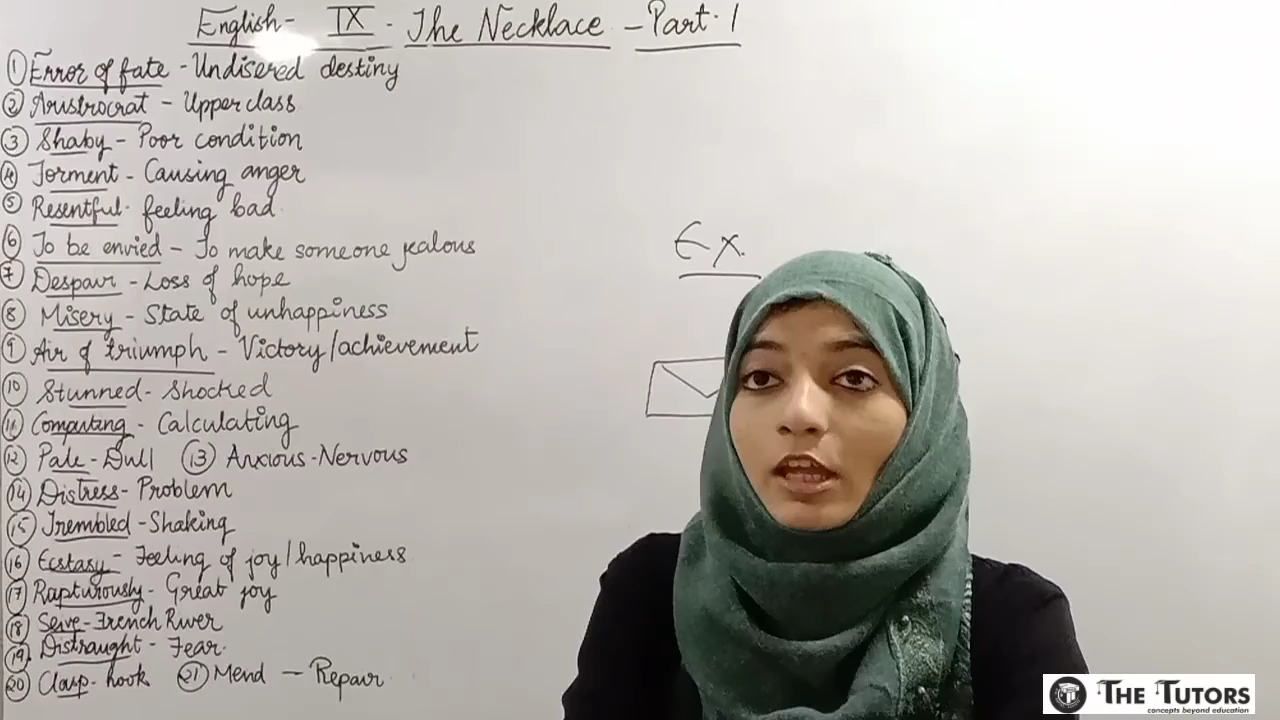 English - IX - The Necklace - Part. 1
① Error of fate - Undisered destiny
② Aristrocrat - Upper class
③ Shaby - Poor condition
④ Torment - Causing anger
⑤ Resentful - feeling bad
⑥ To be envied - To make someone jealous
⑦ Despair - Loss of hope
⑧ Misery - State of unhappiness
⑨ Air of triumph - Victory/achievement
⑩ Stunned - Shocked
⑪ Computing - Calculating
⑫ Pale - Dull ⑬ Anxious - Nervous
⑭ Distress - Problem
⑮ Trembled - Shaking
⑯ Ecstasy - Feeling of joy/happiness
⑰ Rapturously - Great joy
⑱ Seive - French River
⑲ Distraught - Fear.
⑳ Clasp - hook ㉑ Mend - Repair
Ex.
THE TUTORS
concepts beyond education